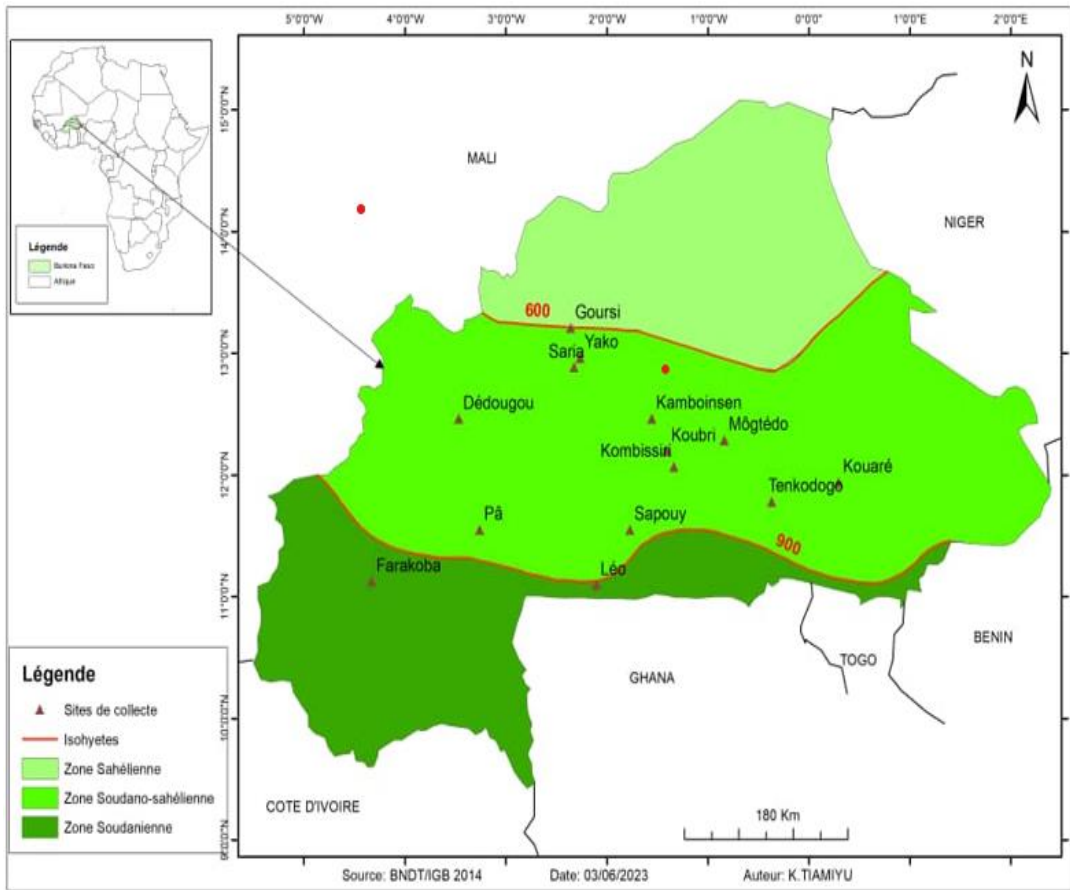 5°0'0"W 4°0'0"W 3°0'0"W 2°0'0"W 1°0'0"W 0°0'0" 1°0'0"E 2°0'0"E
N
15°0'0"N
14°0'0"N
13°0'0"N
12°0'0"N
11°0'0"N
10°0'0"N
9°0'0"N
Légende
Burkina Faso
Afrique
MALI
NIGER
600
Goursi
Yako
Saria
Dédougou
Kamboinsen
Môgtédo
Koubri
Kombissiri
Kouaré
Tenkodogo
Pâ
Sapouy
900
Farakoba
Léo
BENIN
TOGO
GHANA
COTE D'IVOIRE
Légende
Sites de collecte
Isohyetes
Zone Sahélienne
Zone Soudano-sahélienne
Zone Soudanienne
180 Km
Source: BNDT/IGB 2014 Date: 03/06/2023 Auteur: K.TIAMIYU